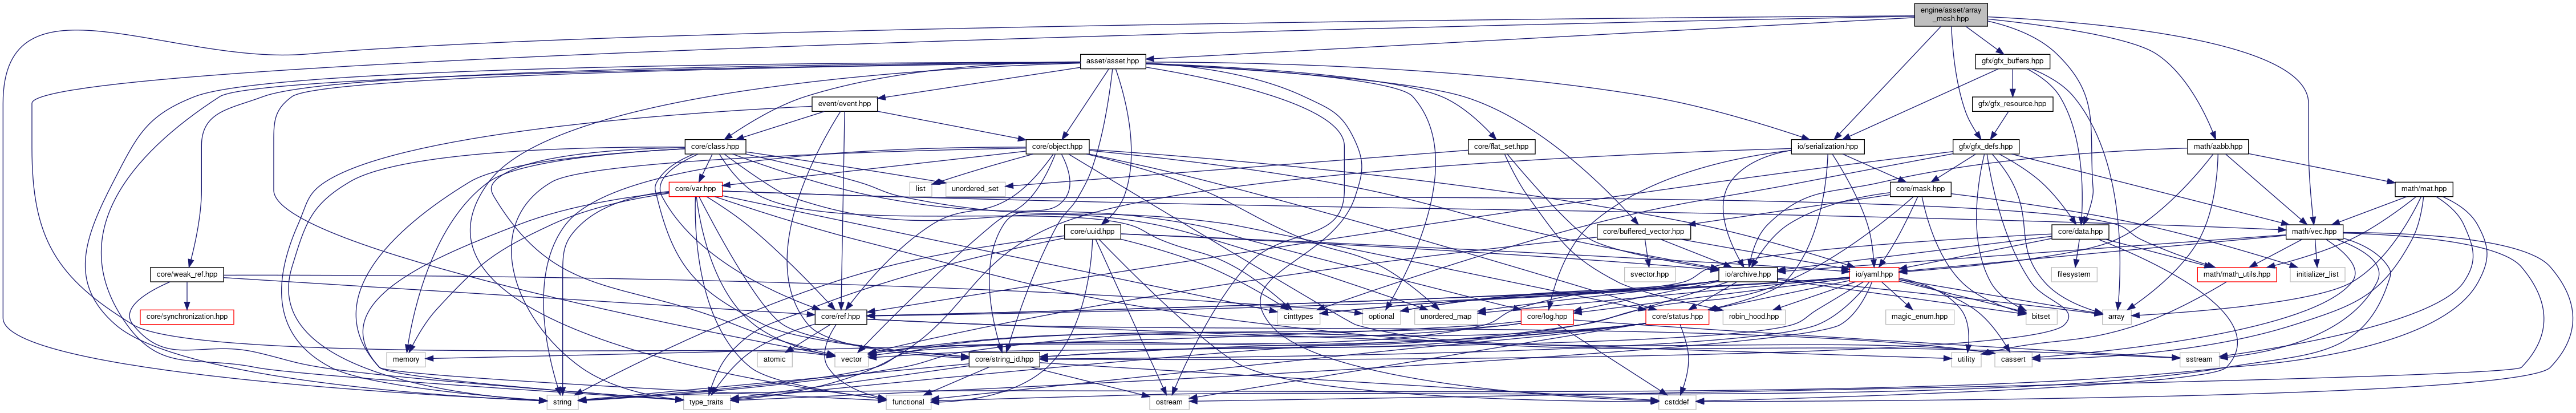 engine/asset/array
_mesh.hpp
asset/asset.hpp
gfx/gfx_buffers.hpp
event/event.hpp
gfx/gfx_resource.hpp
core/class.hpp
core/object.hpp
core/flat_set.hpp
io/serialization.hpp
gfx/gfx_defs.hpp
math/aabb.hpp
core/var.hpp
list
unordered_set
core/mask.hpp
math/mat.hpp
core/uuid.hpp
core/buffered_vector.hpp
core/data.hpp
math/vec.hpp
core/weak_ref.hpp
svector.hpp
io/archive.hpp
io/yaml.hpp
filesystem
math/math_utils.hpp
initializer_list
core/synchronization.hpp
core/ref.hpp
cinttypes
optional
unordered_map
core/log.hpp
core/status.hpp
robin_hood.hpp
magic_enum.hpp
bitset
array
memory
atomic
vector
core/string_id.hpp
utility
cassert
sstream
string
type_traits
functional
ostream
cstddef